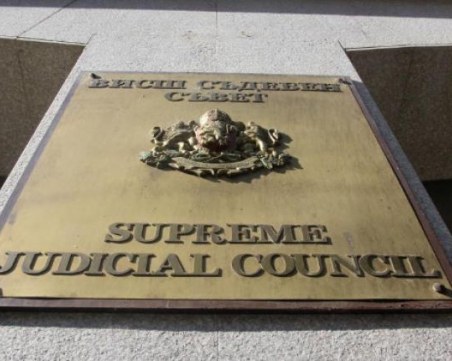 ВИСШ СЪДЕБЕН
СЪВЕТ
SUPREME
JUDICIAL COUNCIL